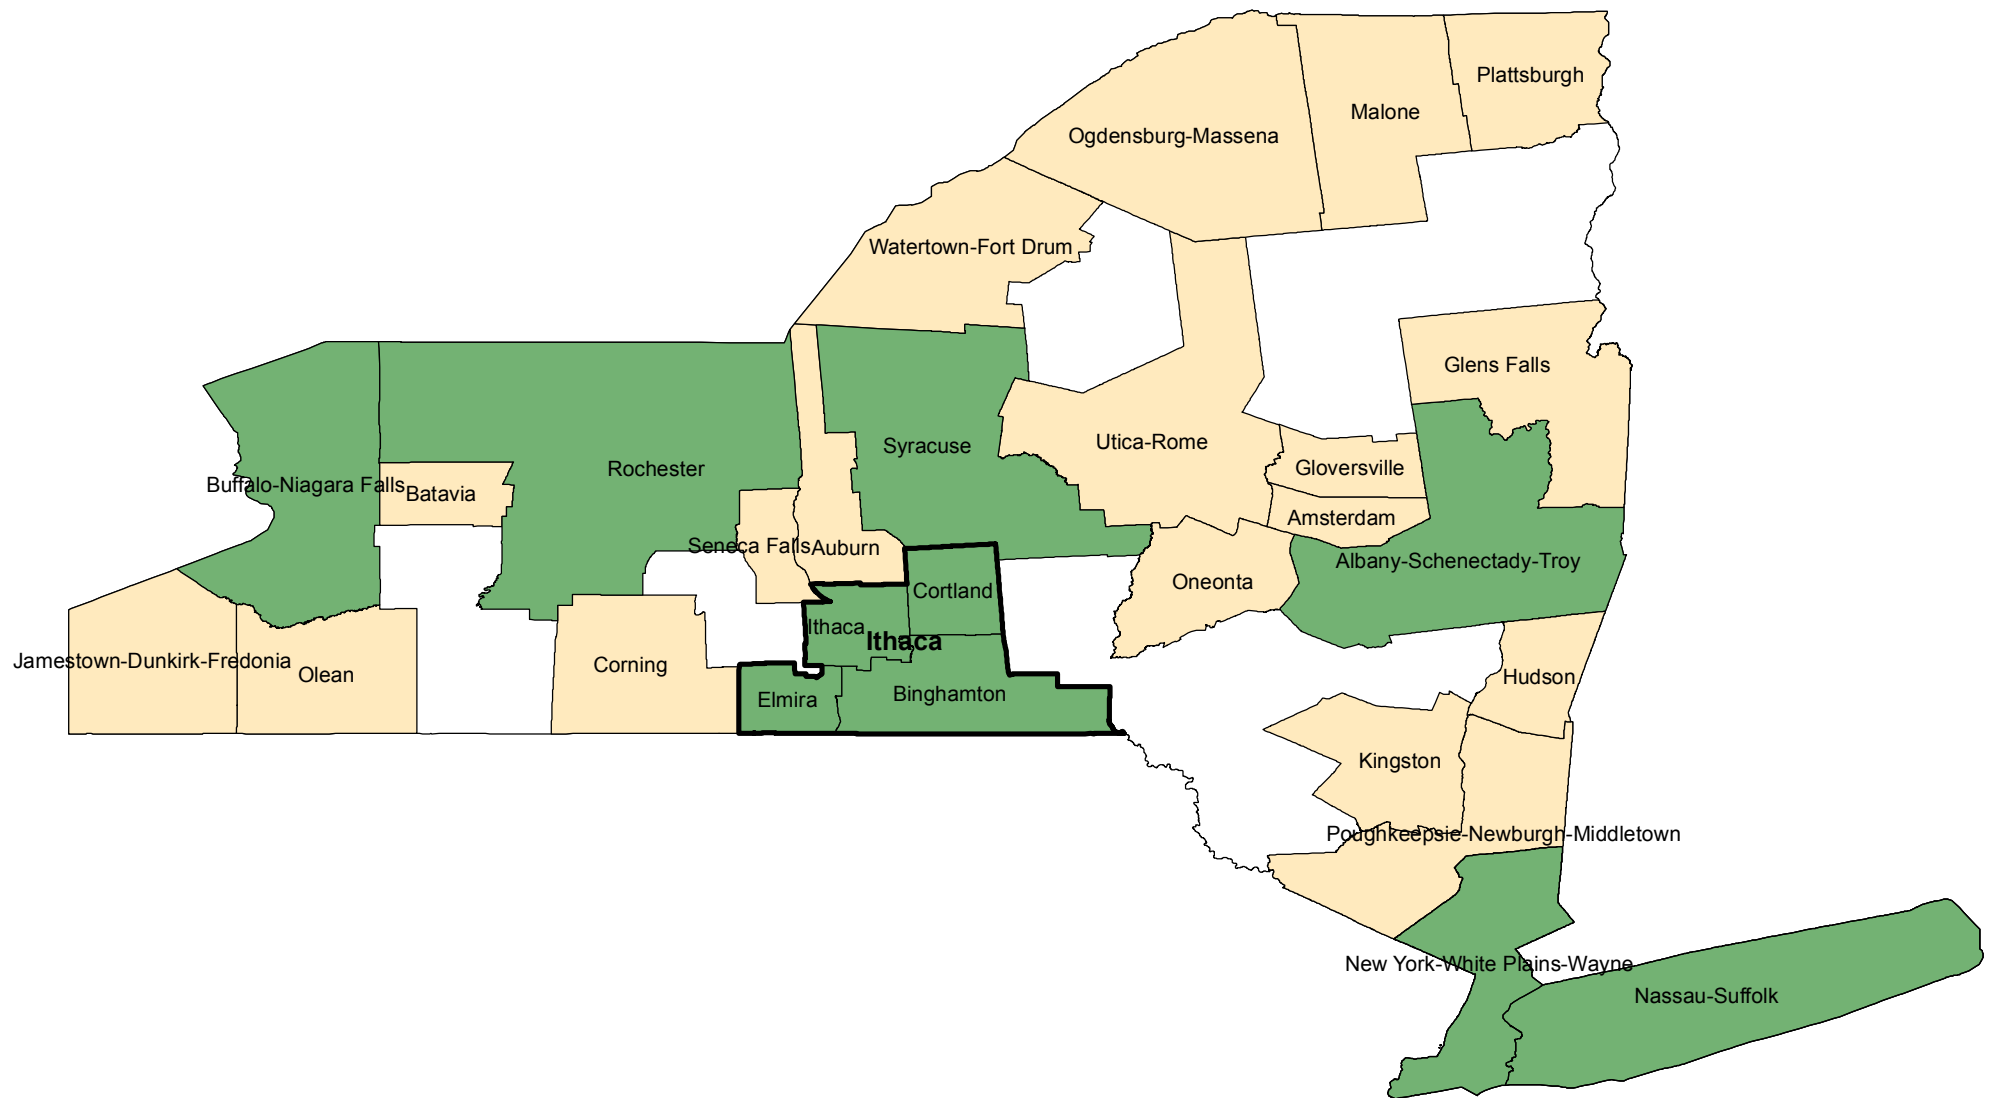 Plattsburgh
Malone
Ogdensburg-Massena
Watertown-Fort Drum
Glens Falls
Utica-Rome
Syracuse
Gloversville
Rochester
Buffalo-Niagara Falls
Batavia
Amsterdam
Seneca Falls
Auburn
Albany-Schenectady-Troy
Oneonta
Cortland
Ithaca
Ithaca
Jamestown-Dunkirk-Fredonia
Corning
Olean
Hudson
Binghamton
Elmira
Kingston
Poughkeepsie-Newburgh-Middletown
New York-White Plains-Wayne
Nassau-Suffolk